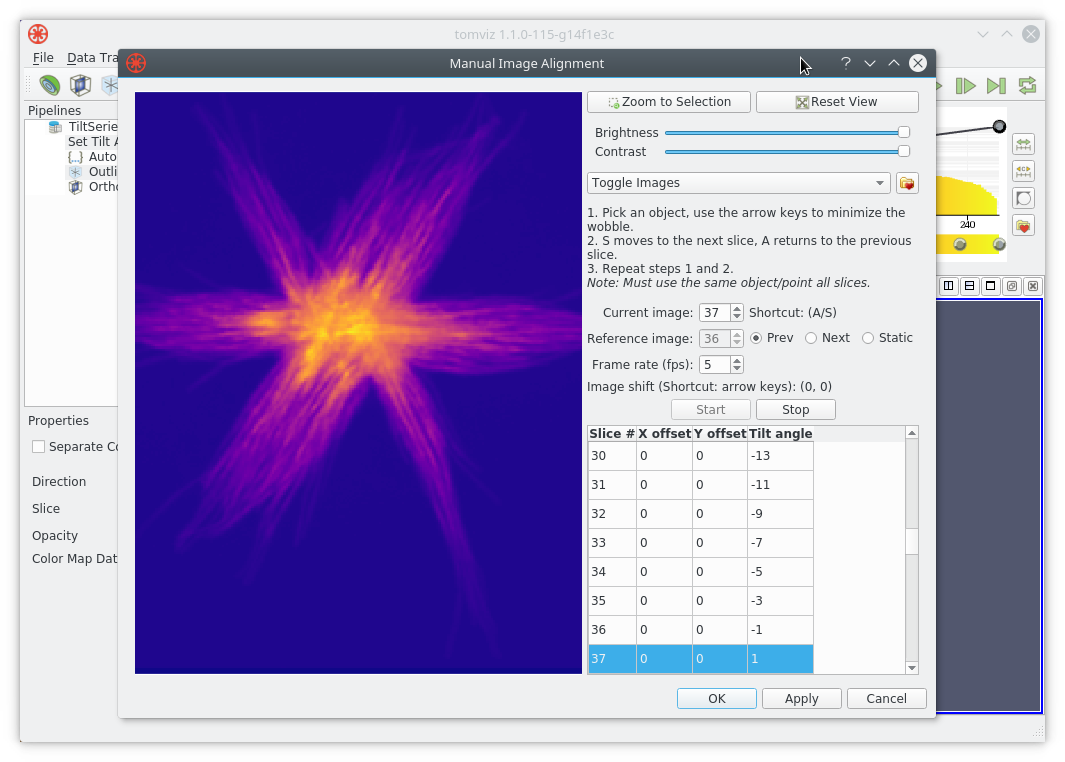 tomviz 1.1.0-115-g14f1e3c
File Data Tra
Manual Image Alignment
Pipelines
TiltSerie
Set Tilt A
Auto
Outli
Ortho
Properties
Separate Co
Direction
Slice
Opacity
Color Map Dat
Zoom to Selection Reset View
Brightness
Contrast
Toggle Images
1. Pick an object, use the arrow keys to minimize the
wobble.
2. S moves to the next slice, A returns to the previous
slice.
3. Repeat steps 1 and 2.
Note: Must use the same object/point all slices.
Current image: 37 Shortcut: (A/S)
Reference image: 36 Prev Next Static
Frame rate (fps): 5
Image shift (Shortcut: arrow keys): (0, 0)
Start Stop
Slice # X offset Y offset Tilt angle
30 0 0 -13
31 0 0 -11
32 0 0 -9
33 0 0 -7
34 0 0 -5
35 0 0 -3
36 0 0 -1
37 0 0 1
OK Apply Cancel
240